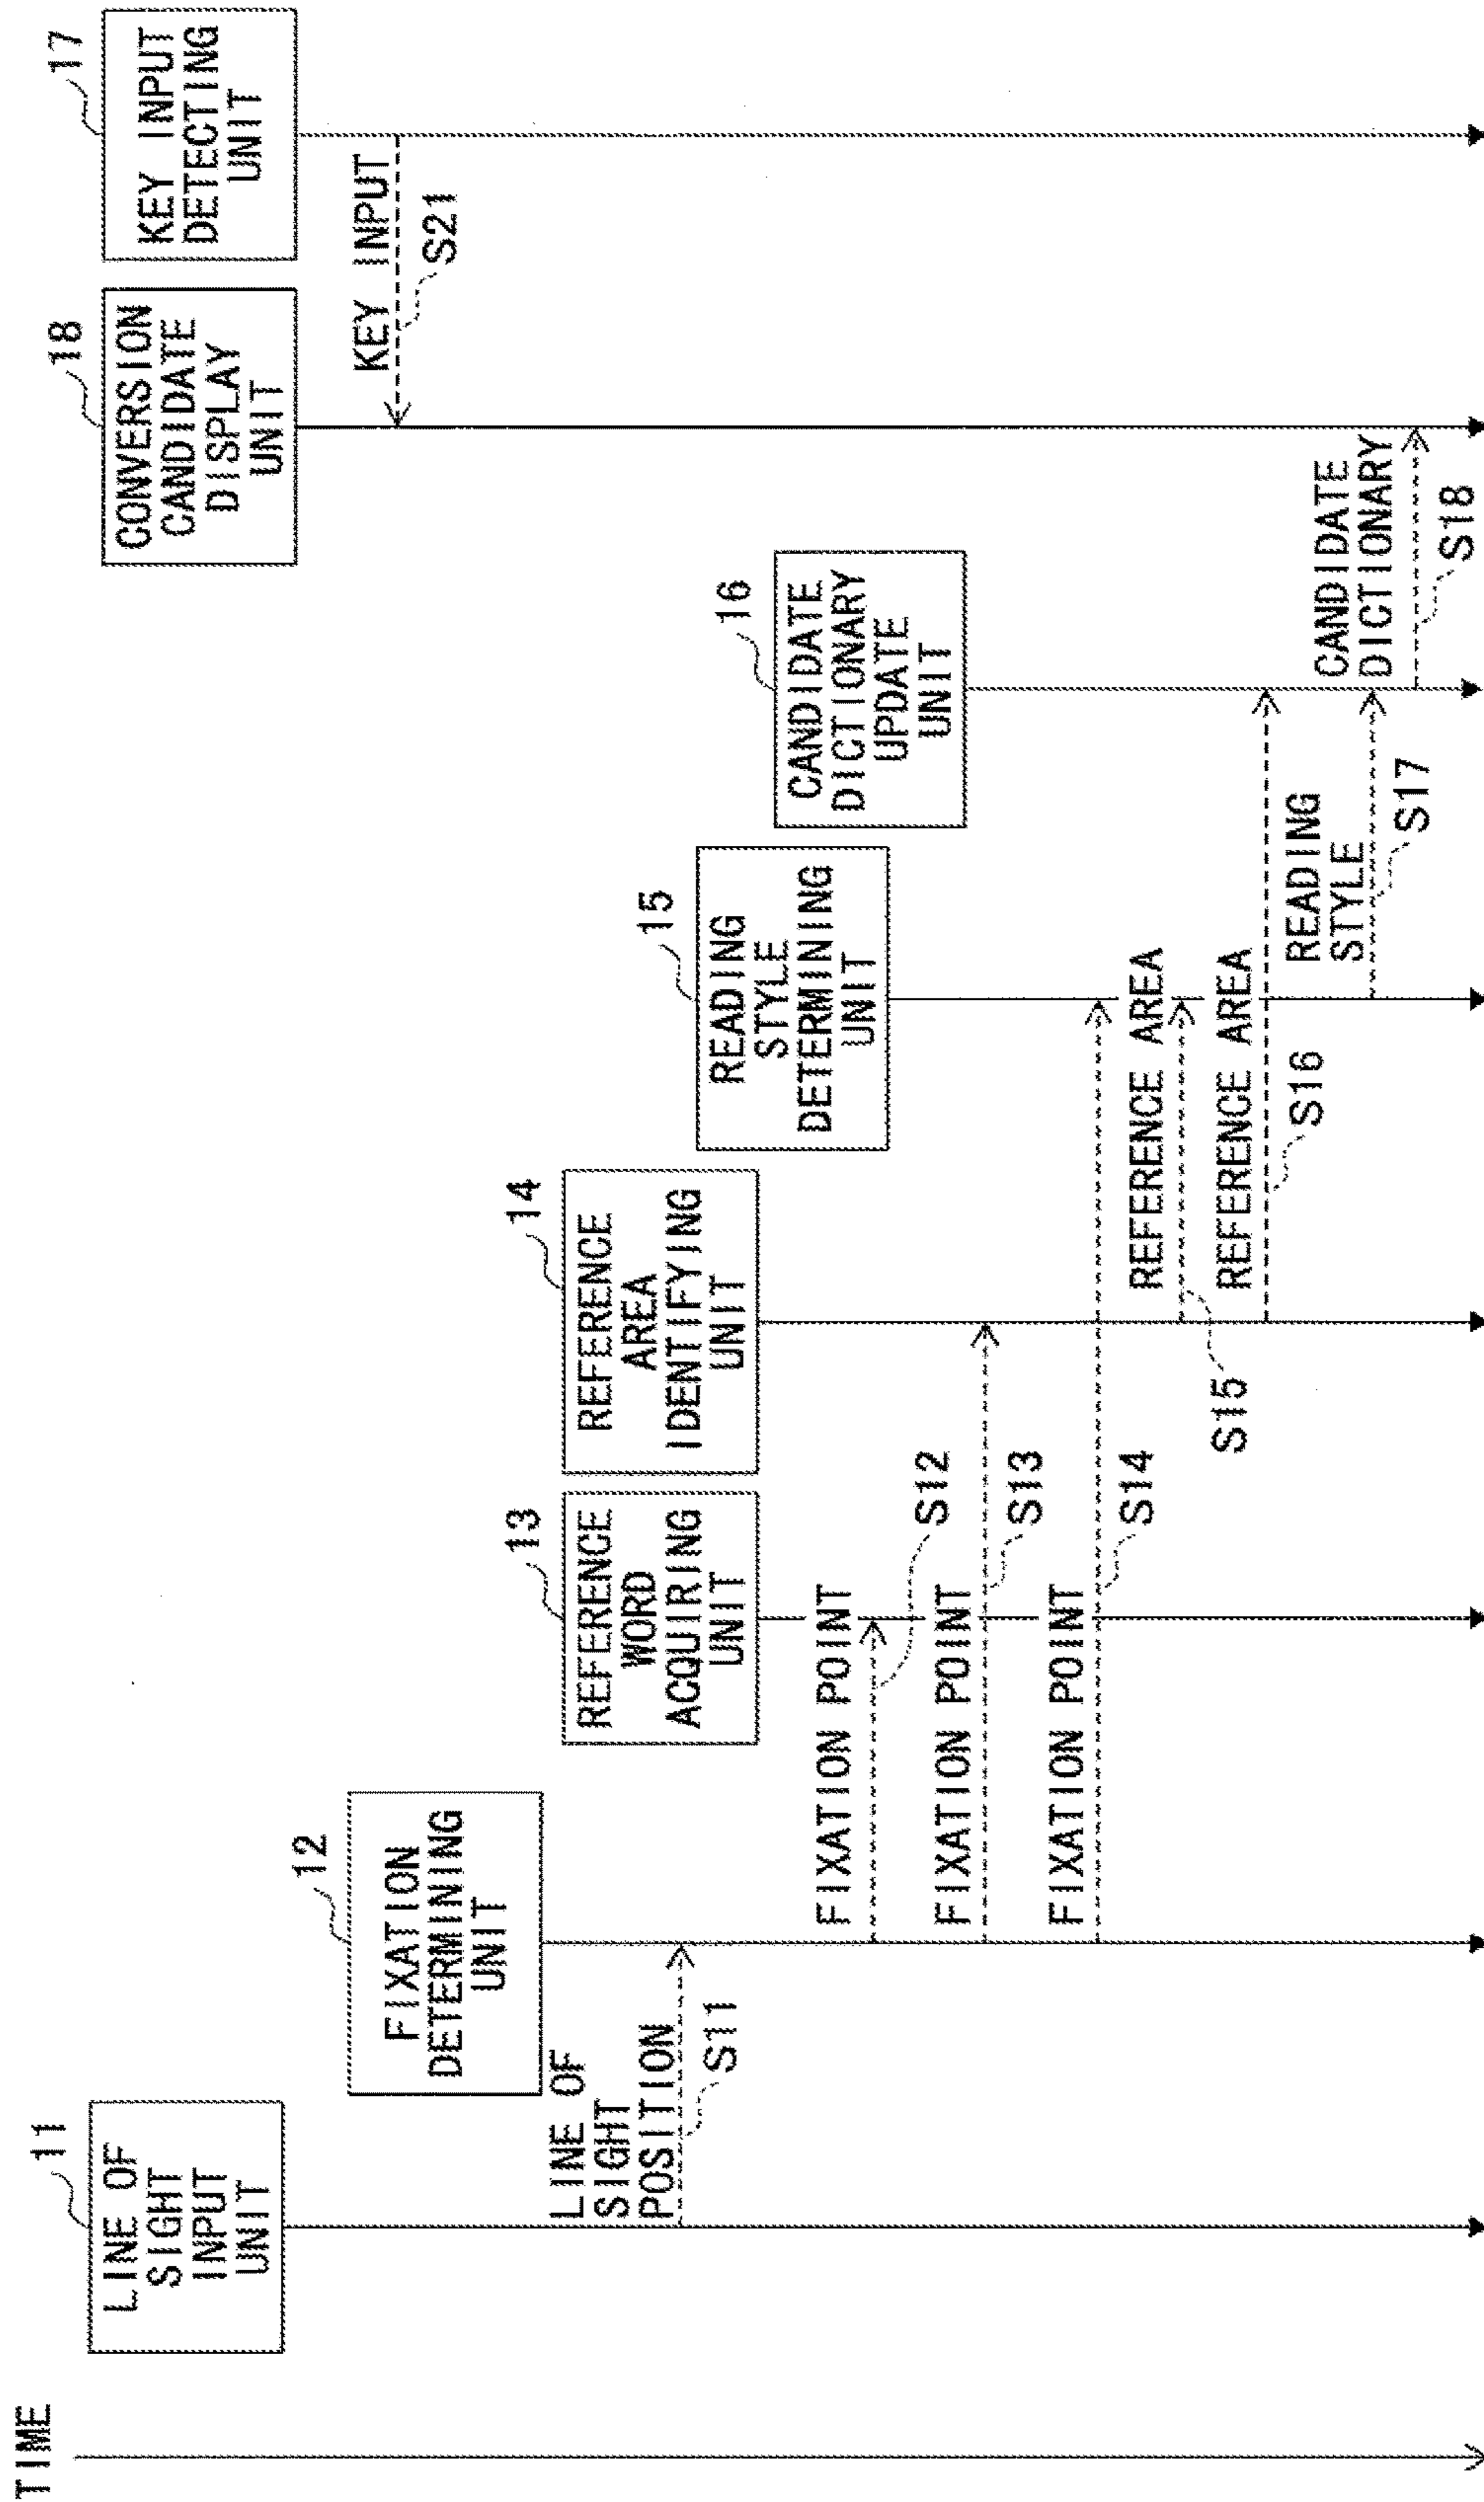 TIME
11
LINE OF
SIGHT
INPUT
UNIT
12
FIXATION
DETERMINING
UNIT
13
REFERENCE
WORD
ACQUIRING
UNIT
14
REFERENCE
AREA
IDENTIFYING
UNIT
15
READING
STYLE
DETERMINING
UNIT
16
CANDIDATE
DICTIONARY
UPDATE
UNIT
18
CONVERSION
CANDIDATE
DISPLAY
UNIT
17
KEY INPUT
DETECTING
UNIT
KEY INPUT
S21
LINE OF
SIGHT
POSITION
S11
FIXATION POINT
S12
FIXATION POINT
S13
FIXATION POINT
S14
REFERENCE AREA
S15
REFERENCE AREA
S16
READING
STYLE
S17
CANDIDATE
DICTIONARY
S18